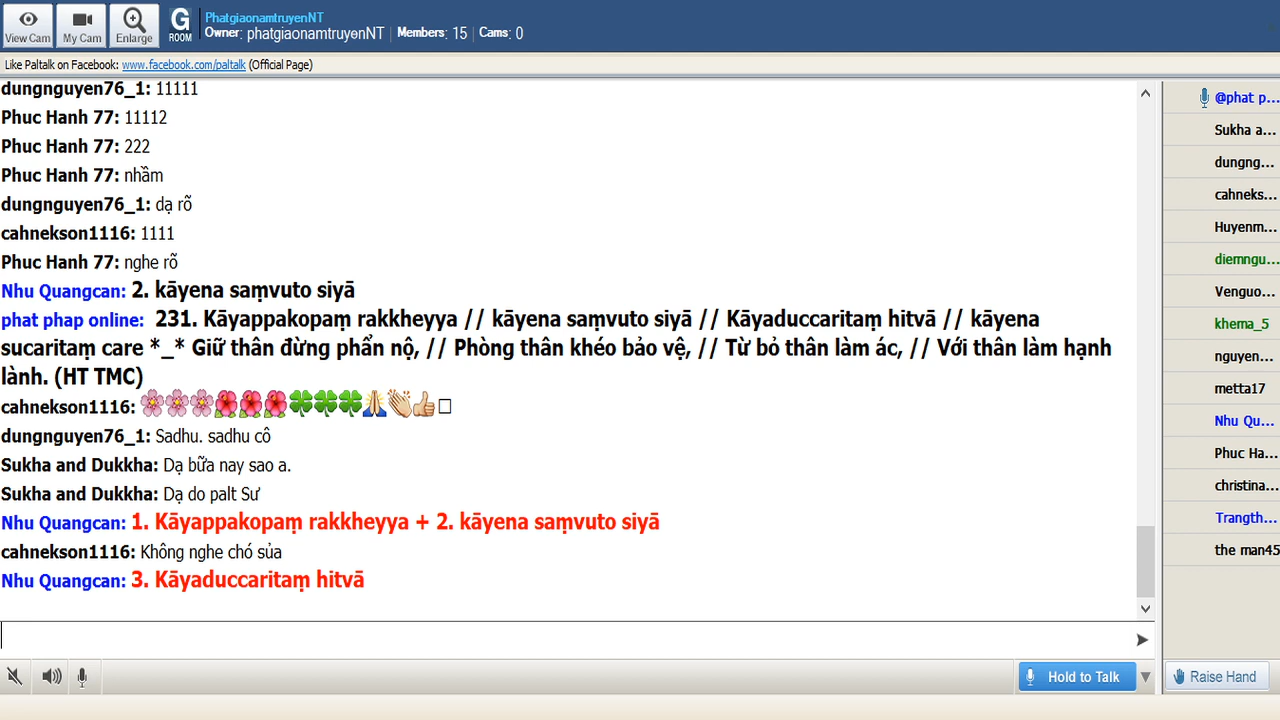 View Cam
My Cam
Enlarge
G
ROOM
PhatgiaonamtruyenNT
Owner: phatgiaonamtruyenNT | Members: 15 | Cams: 0
Like Paltalk on Facebook: www.facebook.com/paltalk (Official Page)
dungnguyen76_1: 11111
Phuc Hanh 77: 11112
Phuc Hanh 77: 222
Phuc Hanh 77: nhầm
dungnguyen76_1: dạ rõ
cahnekson1116: 1111
Phuc Hanh 77: nghe rõ
Nhu Quangcan: 2. kāyena saṃvuto siyā
phat phap online: 231. Kāyappakopaṃ rakkheyya // kāyena saṃvuto siyā // Kāyaduccaritaṃ hitvā // kāyena
sucaritaṃ care *_* Giữ thân đừng phẩn nộ, // Phòng thân khéo bảo vệ, // Từ bỏ thân làm ác, // Với thân làm hạnh
lành. (HT TMC)
cahnekson1116: 🌸🌸🌸🌺🌺🌺🍀🍀🍀🙏👏👍□
dungnguyen76_1: Sadhu. sadhu cô
Sukha and Dukkha: Dạ bữa nay sao a.
Sukha and Dukkha: Dạ do palt Sư
Nhu Quangcan: 1. Kāyappakopaṃ rakkheyya + 2. kāyena saṃvuto siyā
cahnekson1116: Không nghe chó sủa
Nhu Quangcan: 3. Kāyaduccaritaṃ hitvā
@phat p...
Sukha a...
dungng...
cahneks...
Huyenm...
diemngu...
Venguo...
khema_5
nguyen...
metta17
Nhu Qu...
Phuc Ha...
christina...
Trangth...
the man45
Hold to Talk
Raise Hand